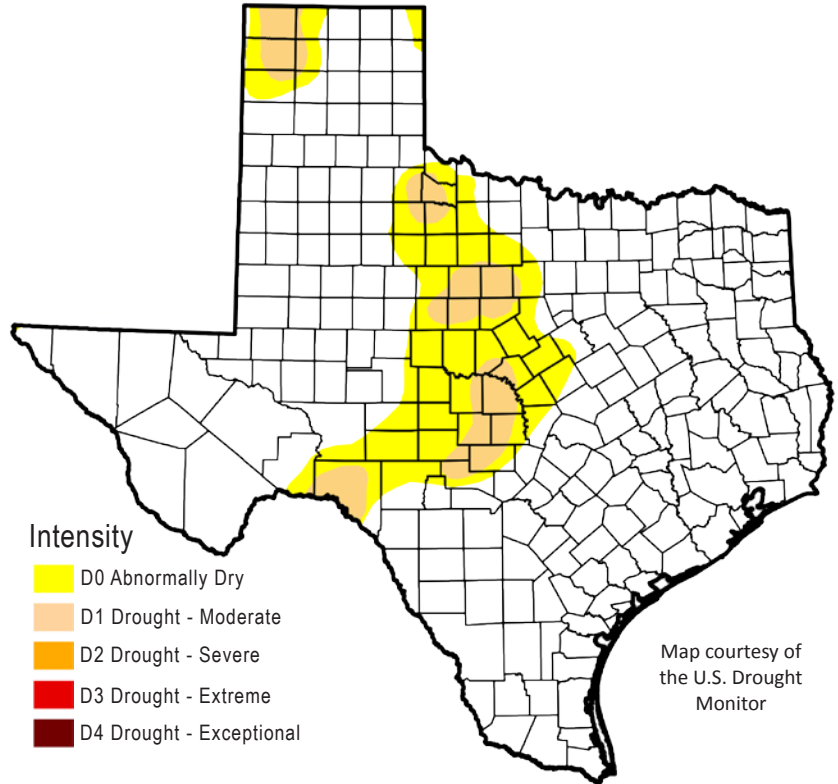 Intensity
D0 Abnormally Dry
D1 Drought - Moderate
D2 Drought - Severe
D3 Drought - Extreme
D4 Drought - Exceptional
Map courtesy of
the U.S. Drought
Monitor